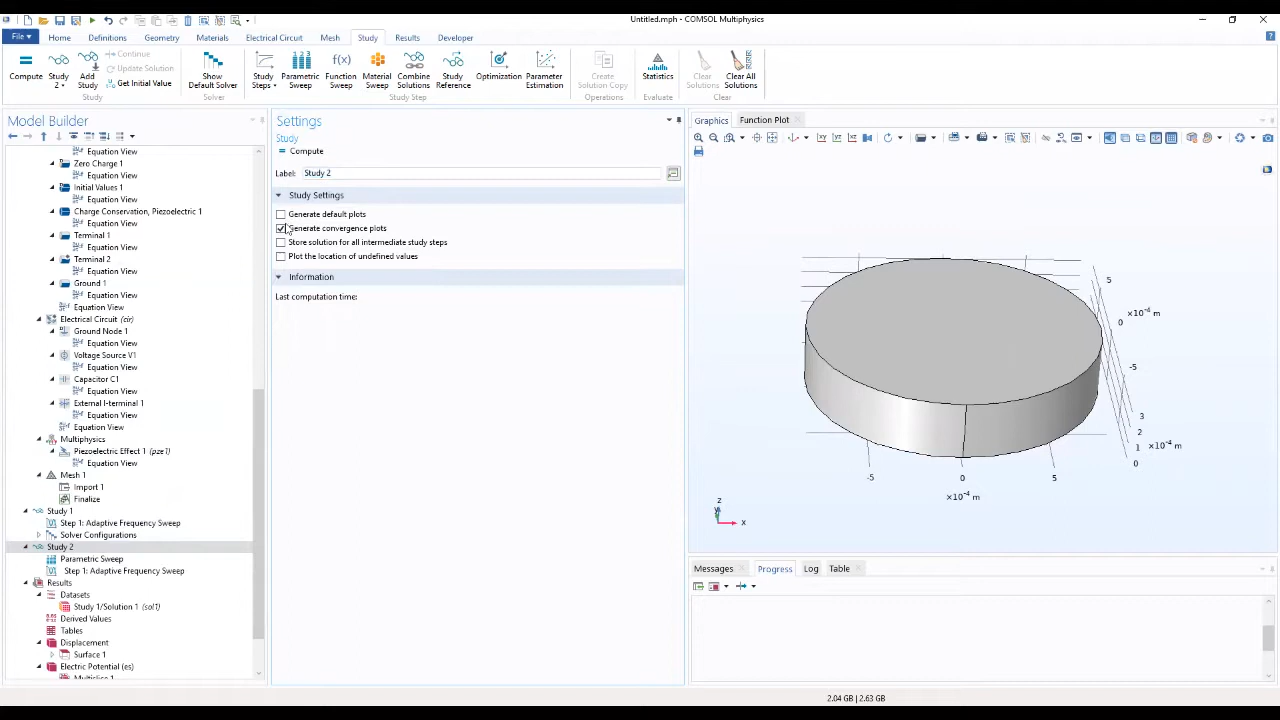 Untitled.mph - COMSOL Multiphysics
File Home Definitions Geometry Materials Electrical Circuit Mesh Study Results Developer
Compute
Study 2
Add Study
Continue
Update Solution
Get Initial Value
Study
Show Default Solver
Solver
Study Steps
Parametric Sweep
Function Sweep
Material Sweep
Combine Solutions
Study Reference
Study Step
Optimization
Parameter Estimation
Create Solution Copy
Operations
Statistics
Evaluate
Clear Solutions
Clear All Solutions
Clear
Model Builder
Equation View
Zero Charge 1
Equation View
Initial Values 1
Equation View
Charge Conservation, Piezoelectric 1
Equation View
Terminal 1
Equation View
Terminal 2
Equation View
Ground 1
Equation View
Equation View
Electrical Circuit (cir)
Ground Node 1
Equation View
Voltage Source V1
Equation View
Capacitor C1
Equation View
External I-terminal 1
Equation View
Equation View
Multiphysics
Piezoelectric Effect 1 (pze1)
Equation View
Mesh 1
Import 1
Finalize
Study 1
Step 1: Adaptive Frequency Sweep
Solver Configurations
Study 2
Parametric Sweep
Step 1: Adaptive Frequency Sweep
Results
Datasets
Study 1/Solution 1 (sol1)
Derived Values
Tables
Displacement
Surface 1
Electric Potential (es)
Multislice 1
Settings
Study
Compute
Label: Study 2
Study Settings
Generate default plots
Generate convergence plots
Store solution for all intermediate study steps
Plot the location of undefined values
Information
Last computation time:
Graphics Function Plot
xy yz xz
5
×10⁻⁴ m
0
-5
3
2
×10⁻⁴ m
1
0
-5 0 5
×10⁻⁴ m
z
y
x
Messages Progress Log Table
2.04 GB | 2.63 GB